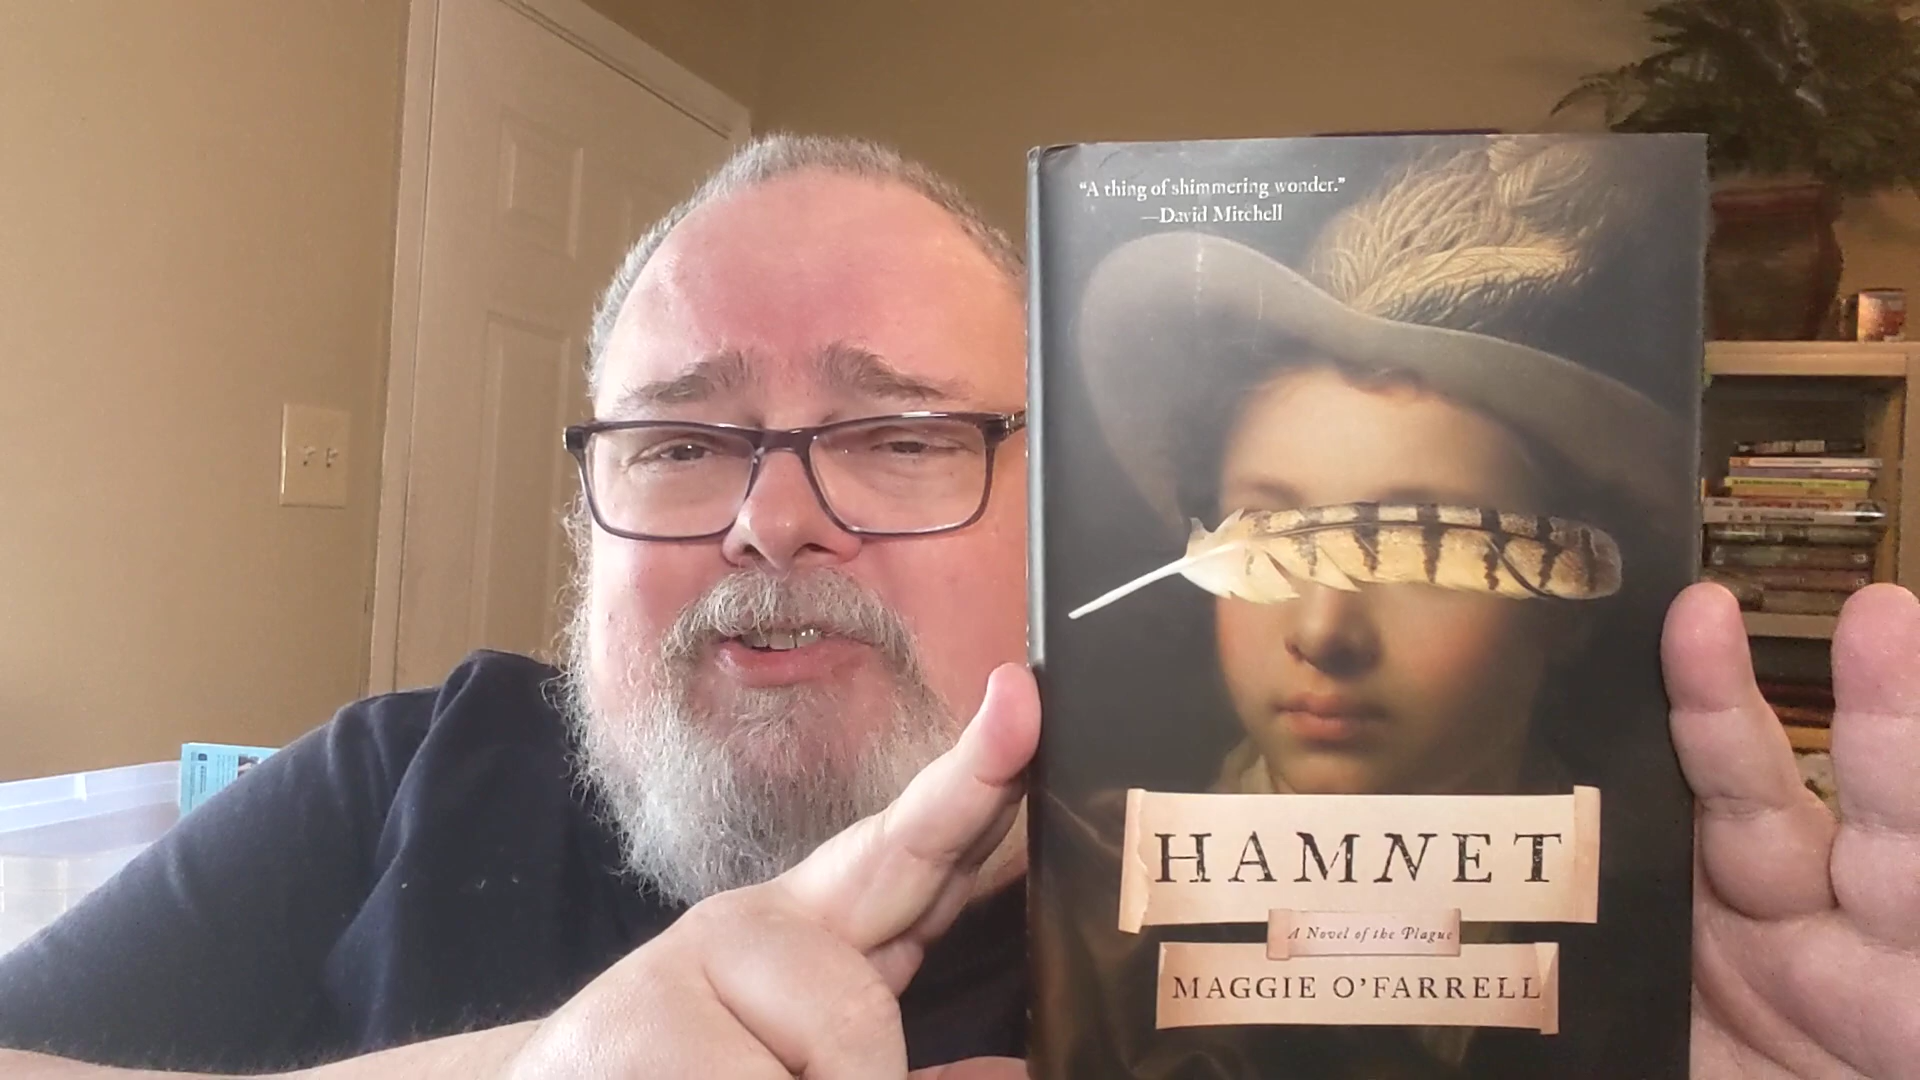 “A thing of shimmering wonder.”
—David Mitchell
HAMNET
A Novel of the Plague
MAGGIE O’FARRELL